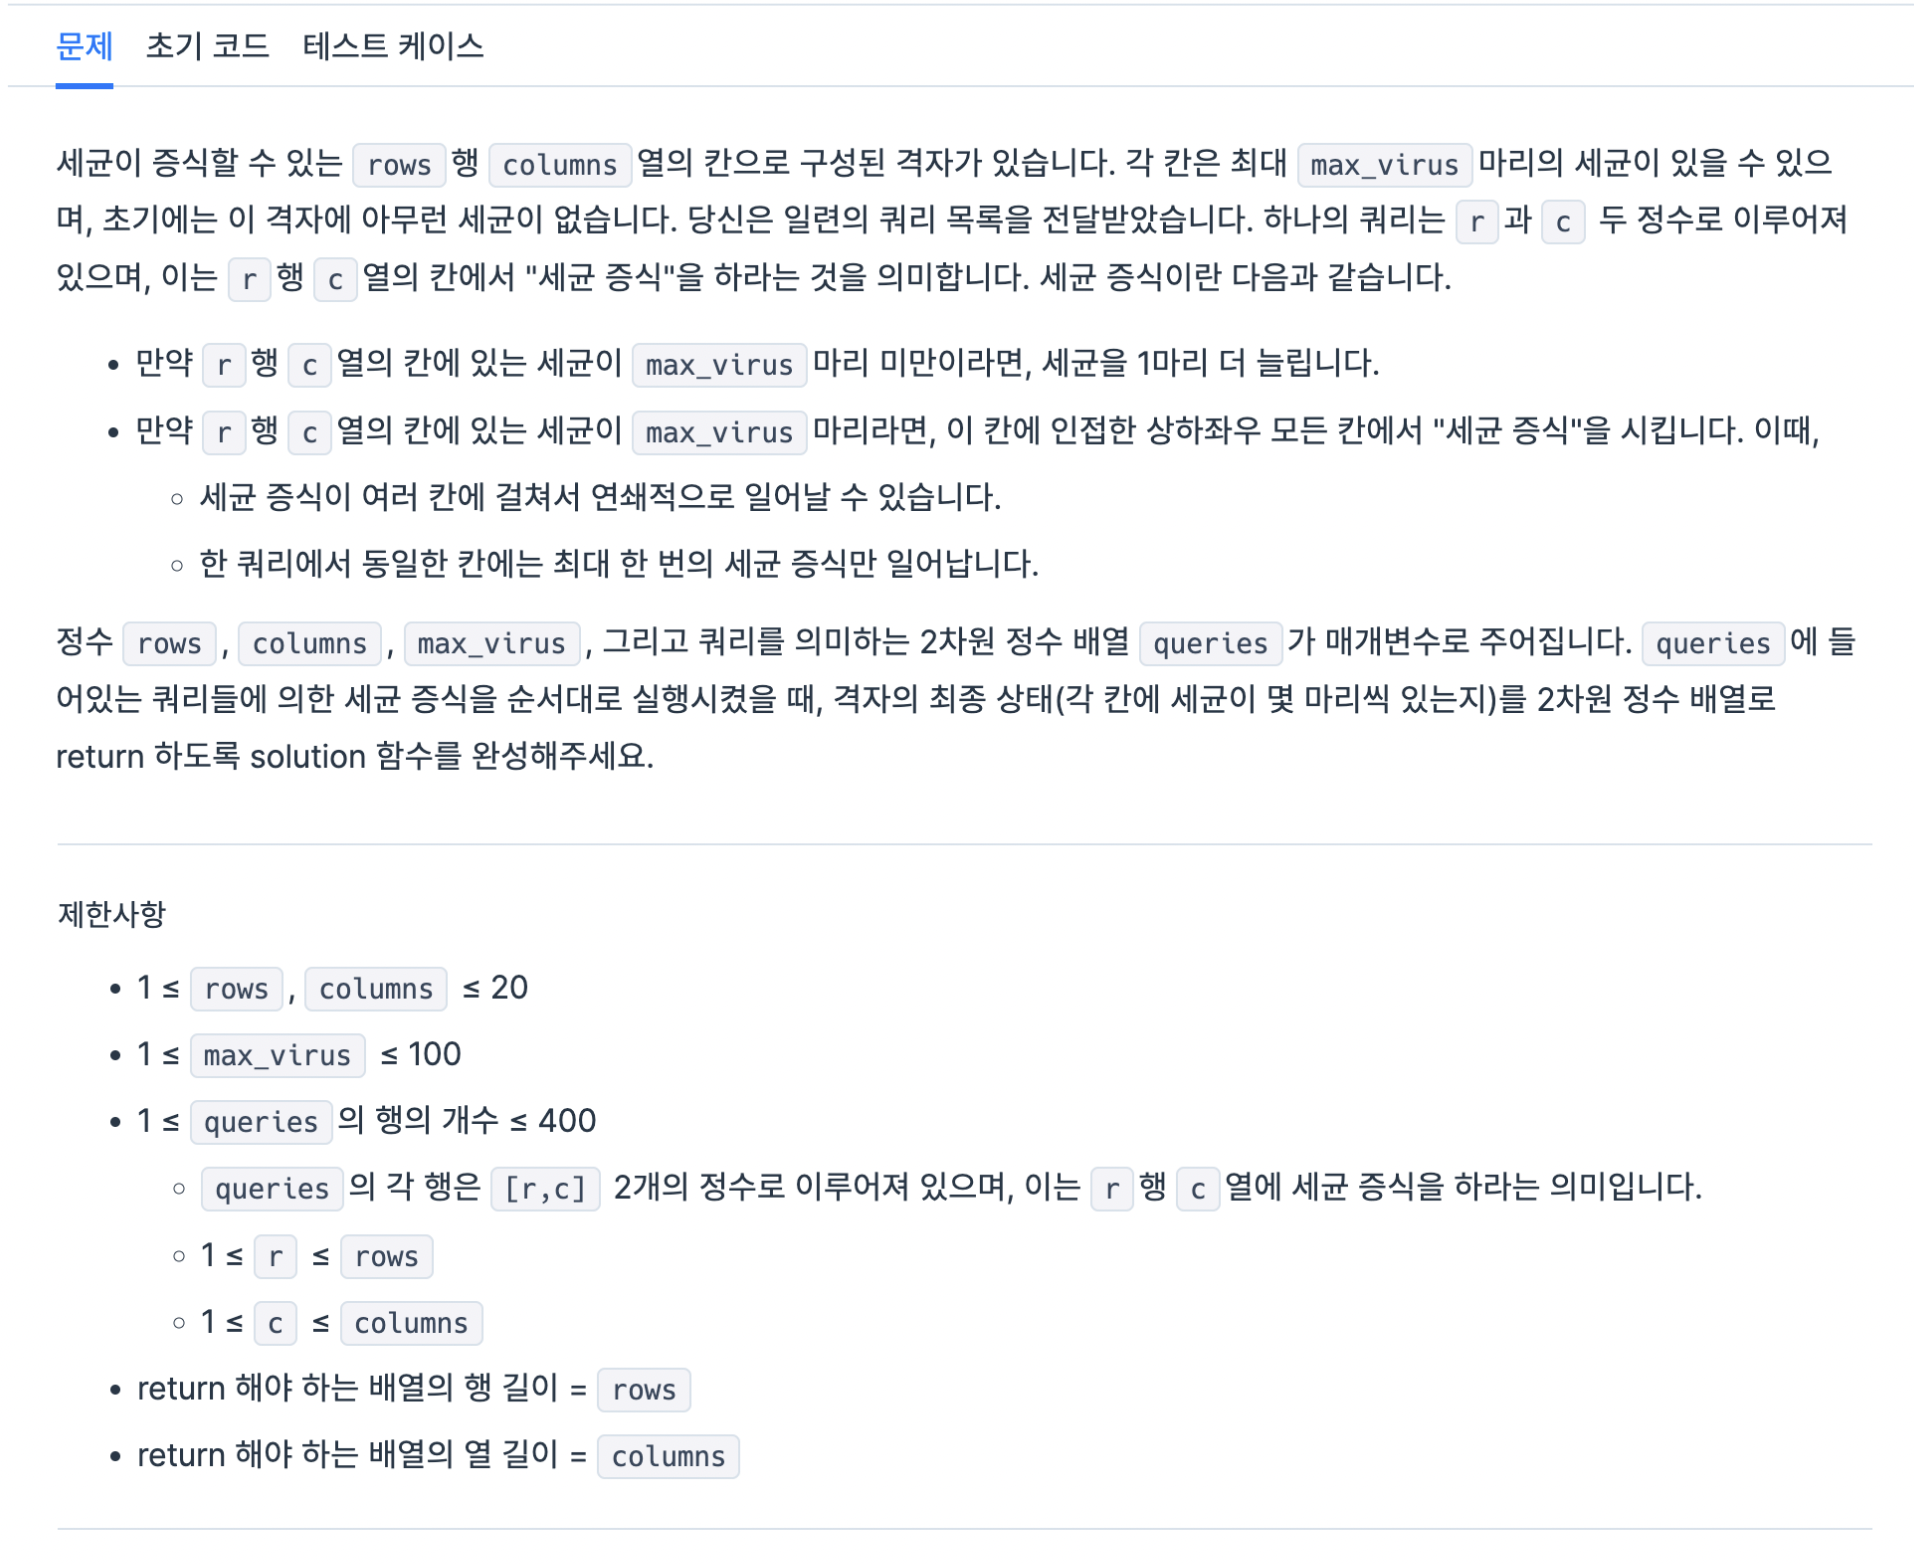 문제 초기 코드 테스트 케이스
세균이 증식할 수 있는 rows 행 columns 열의 칸으로 구성된 격자가 있습니다. 각 칸은 최대 max_virus 마리의 세균이 있을 수 있으
며, 초기에는 이 격자에 아무런 세균이 없습니다. 당신은 일련의 쿼리 목록을 전달받았습니다. 하나의 쿼리는 r 과 c 두 정수로 이루어져
있으며, 이는 r 행 c 열의 칸에서 "세균 증식"을 하라는 것을 의미합니다. 세균 증식이란 다음과 같습니다.
• 만약 r 행 c 열의 칸에 있는 세균이 max_virus 마리 미만이라면, 세균을 1마리 더 늘립니다.
• 만약 r 행 c 열의 칸에 있는 세균이 max_virus 마리라면, 이 칸에 인접한 상하좌우 모든 칸에서 "세균 증식"을 시킵니다. 이때,
◦ 세균 증식이 여러 칸에 걸쳐서 연쇄적으로 일어날 수 있습니다.
◦ 한 쿼리에서 동일한 칸에는 최대 한 번의 세균 증식만 일어납니다.
정수 rows, columns, max_virus, 그리고 쿼리를 의미하는 2차원 정수 배열 queries 가 매개변수로 주어집니다. queries 에 들
어있는 쿼리들에 의한 세균 증식을 순서대로 실행시켰을 때, 격자의 최종 상태(각 칸에 세균이 몇 마리씩 있는지)를 2차원 정수 배열로
return 하도록 solution 함수를 완성해주세요.
제한사항
• 1 ≤ rows, columns ≤ 20
• 1 ≤ max_virus ≤ 100
• 1 ≤ queries 의 행의 개수 ≤ 400
◦ queries 의 각 행은 [r,c] 2개의 정수로 이루어져 있으며, 이는 r 행 c 열에 세균 증식을 하라는 의미입니다.
◦ 1 ≤ r ≤ rows
◦ 1 ≤ c ≤ columns
• return 해야 하는 배열의 행 길이 = rows
• return 해야 하는 배열의 열 길이 = columns